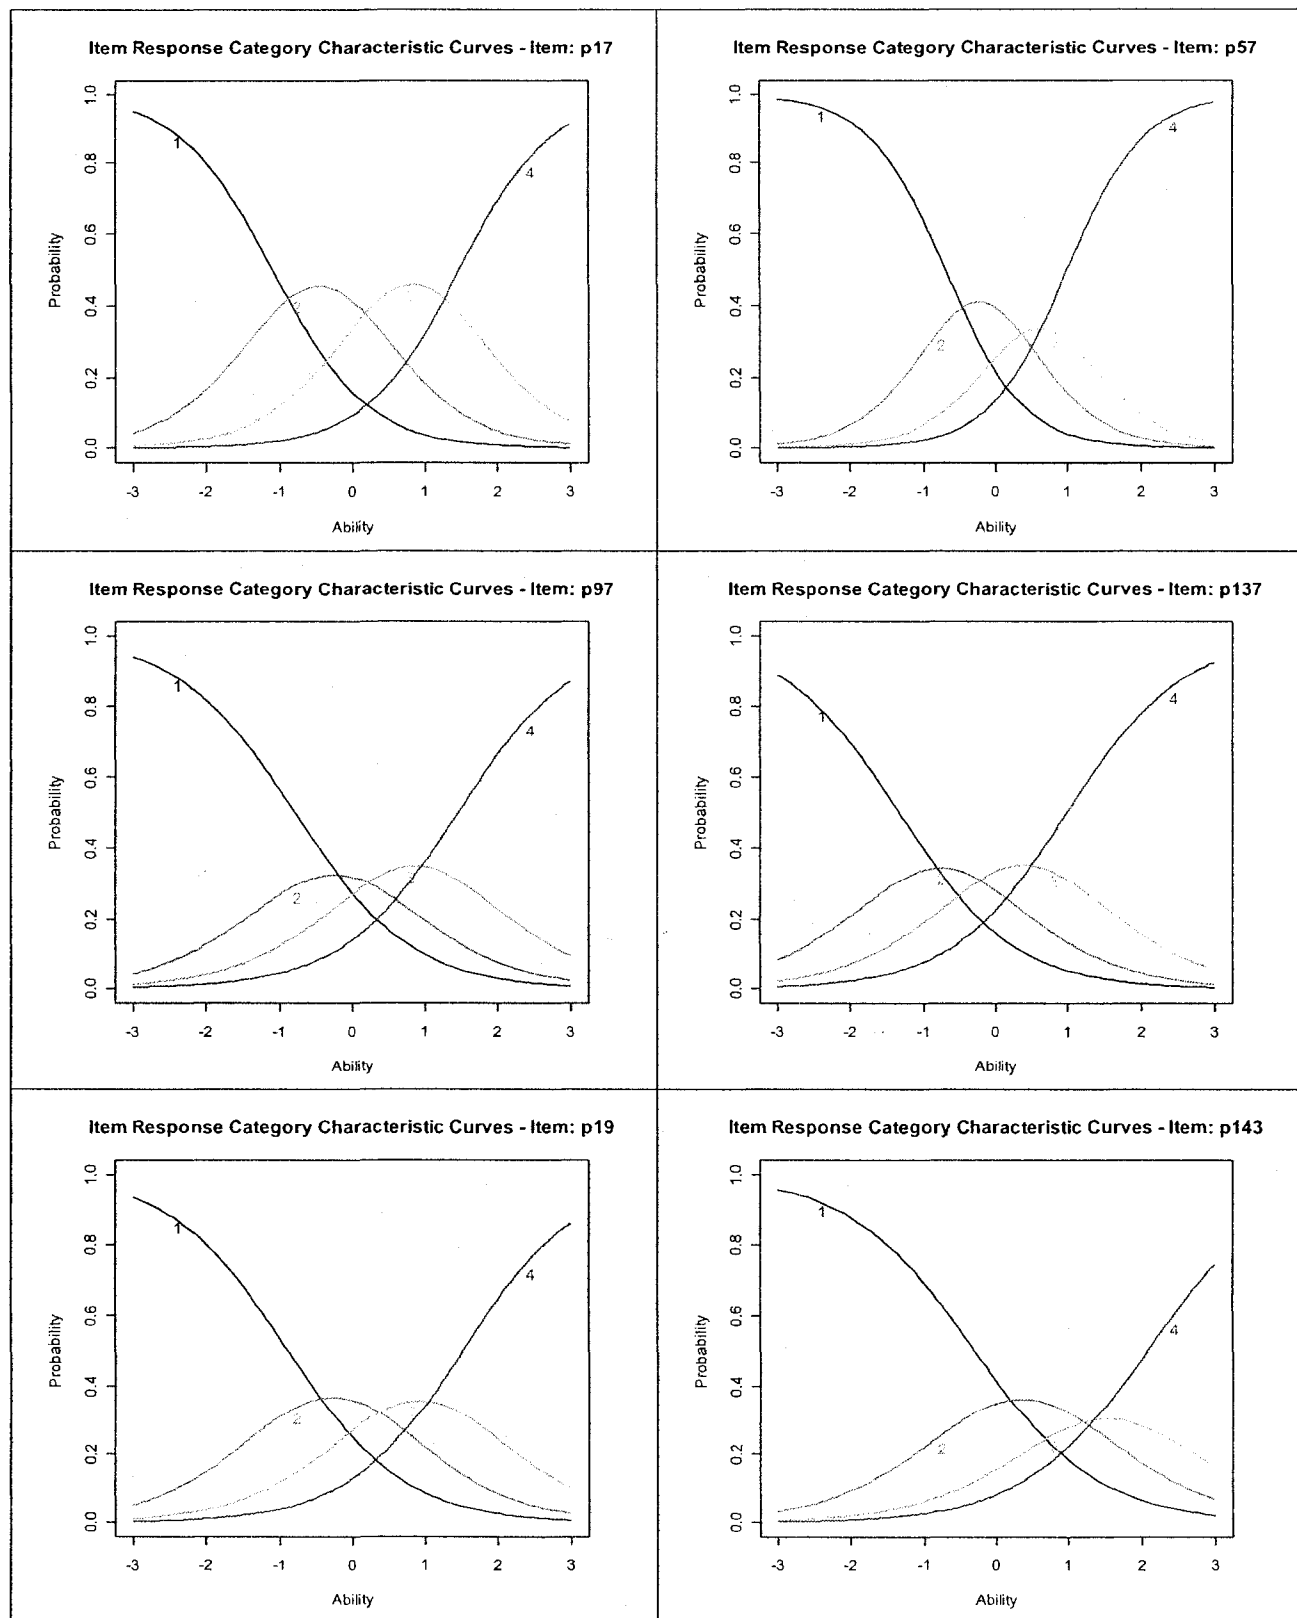 Item Response Category Characteristic Curves - Item: p17
1.0
0.8
0.6
0.4
0.2
0.0
Probability
1
4
-3 -2 -1 0 1 2 3
Ability
Item Response Category Characteristic Curves - Item: p57
1.0
0.8
0.6
0.4
0.2
0.0
Probability
1
2
4
-3 -2 -1 0 1 2 3
Ability
Item Response Category Characteristic Curves - Item: p97
1.0
0.8
0.6
0.4
0.2
0.0
Probability
1
2
4
-3 -2 -1 0 1 2 3
Ability
Item Response Category Characteristic Curves - Item: p137
1.0
0.8
0.6
0.4
0.2
0.0
Probability
1
4
-3 -2 -1 0 1 2 3
Ability
Item Response Category Characteristic Curves - Item: p19
1.0
0.8
0.6
0.4
0.2
0.0
Probability
1
2
4
-3 -2 -1 0 1 2 3
Ability
Item Response Category Characteristic Curves - Item: p143
1.0
0.8
0.6
0.4
0.2
0.0
Probability
1
2
4
-3 -2 -1 0 1 2 3
Ability